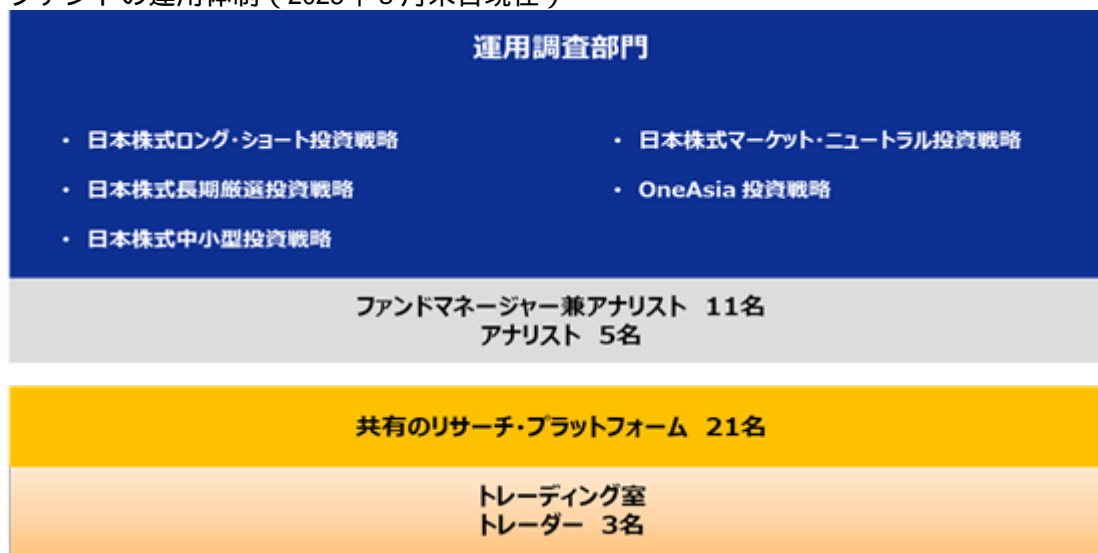 運用調査部門
・ 日本株式ロング・ショート投資戦略
・ 日本株式マーケット・ニュートラル投資戦略
・ 日本株式長期厳選投資戦略
・ OneAsia 投資戦略
・ 日本株式中小型投資戦略
ファンドマネージャー兼アナリスト 11名
アナリスト 5名
共有のリサーチ・プラットフォーム 21名
トレーディング室
トレーダー 3名